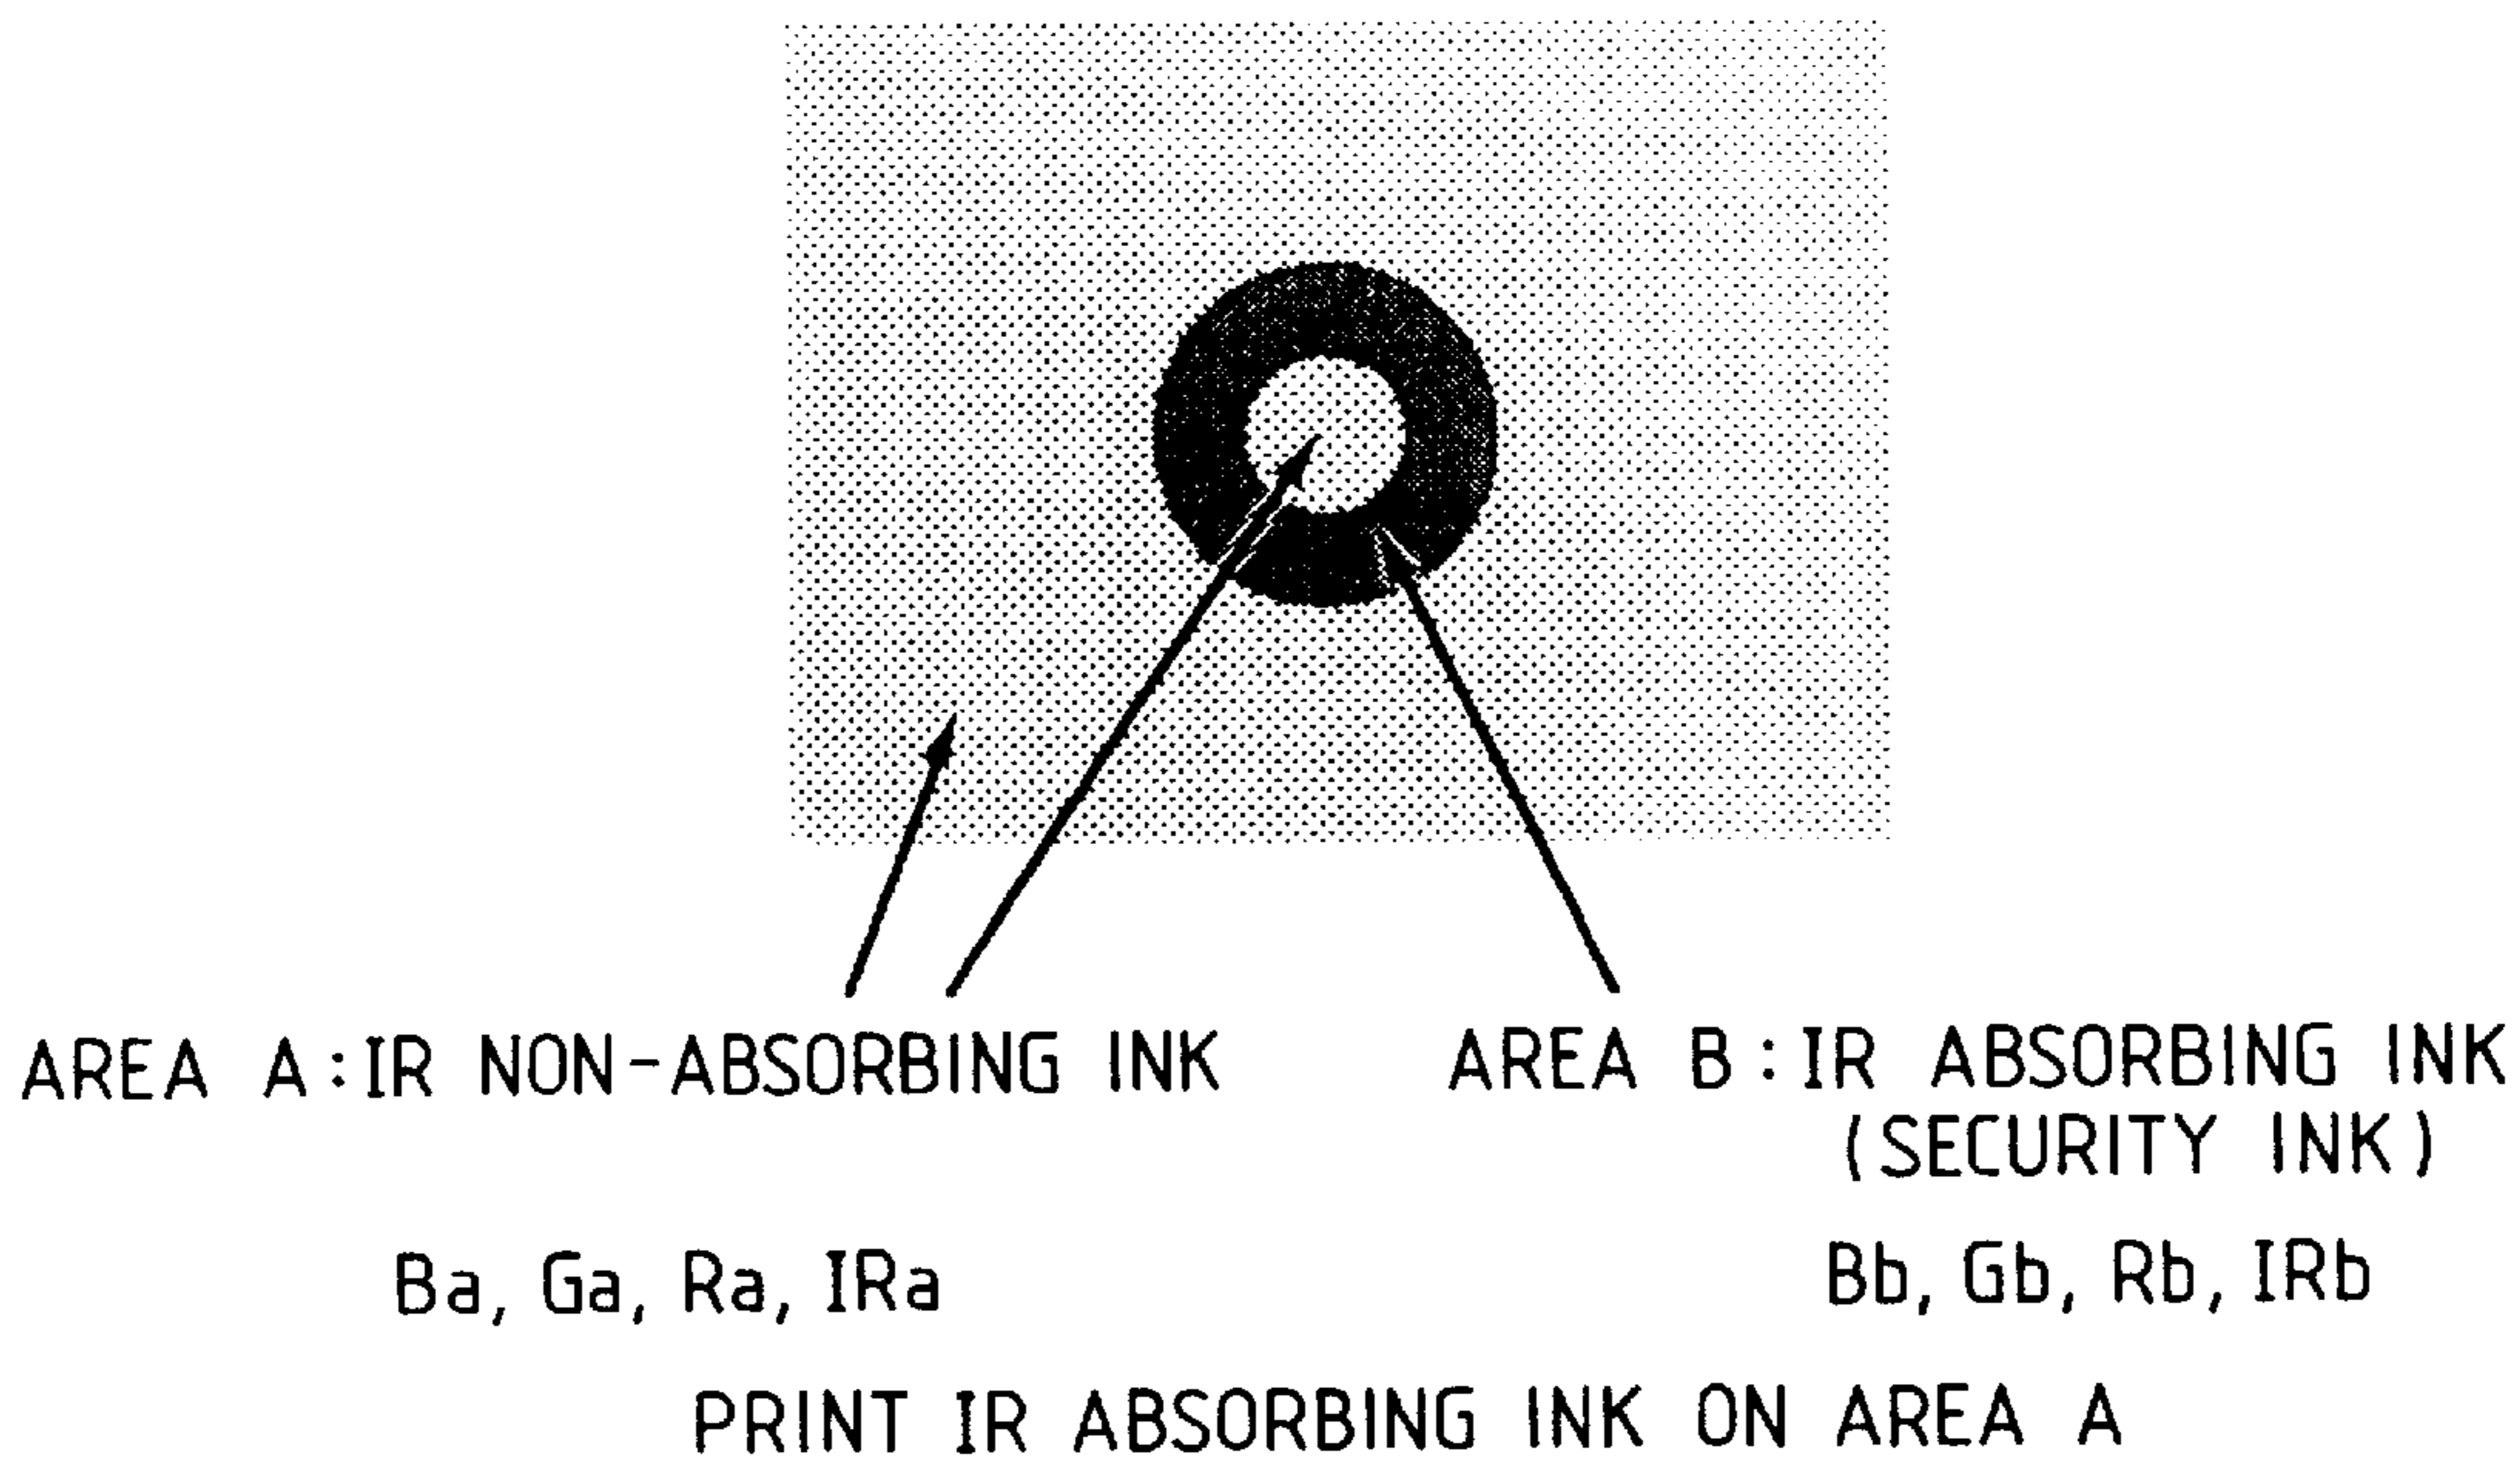 AREA A:IR NON-ABSORBING INK
AREA B:IR ABSORBING INK
(SECURITY INK)
Ba, Ga, Ra, IRa
Bb, Gb, Rb, IRb
PRINT IR ABSORBING INK ON AREA A